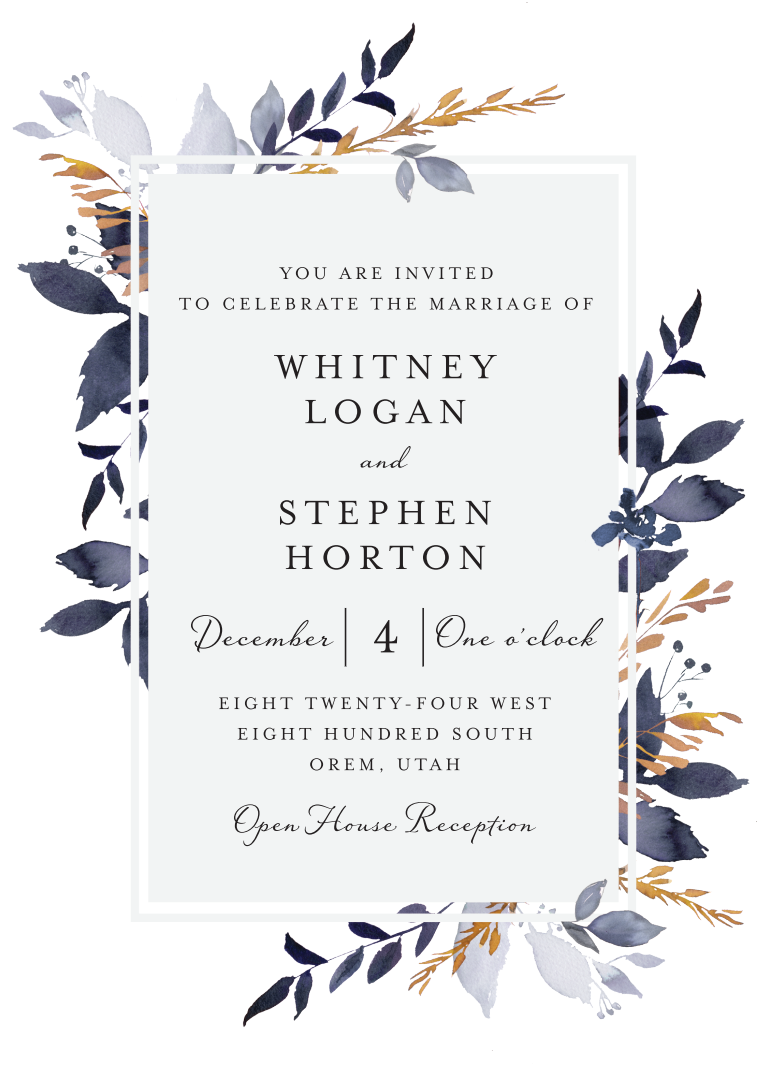 YOU ARE INVITED
TO CELEBRATE THE MARRIAGE OF
WHITNEY
LOGAN
and
STEPHEN
HORTON
December | 4 | One o'clock
EIGHT TWENTY-FOUR WEST
EIGHT HUNDRED SOUTH
OREM, UTAH
Open House Reception